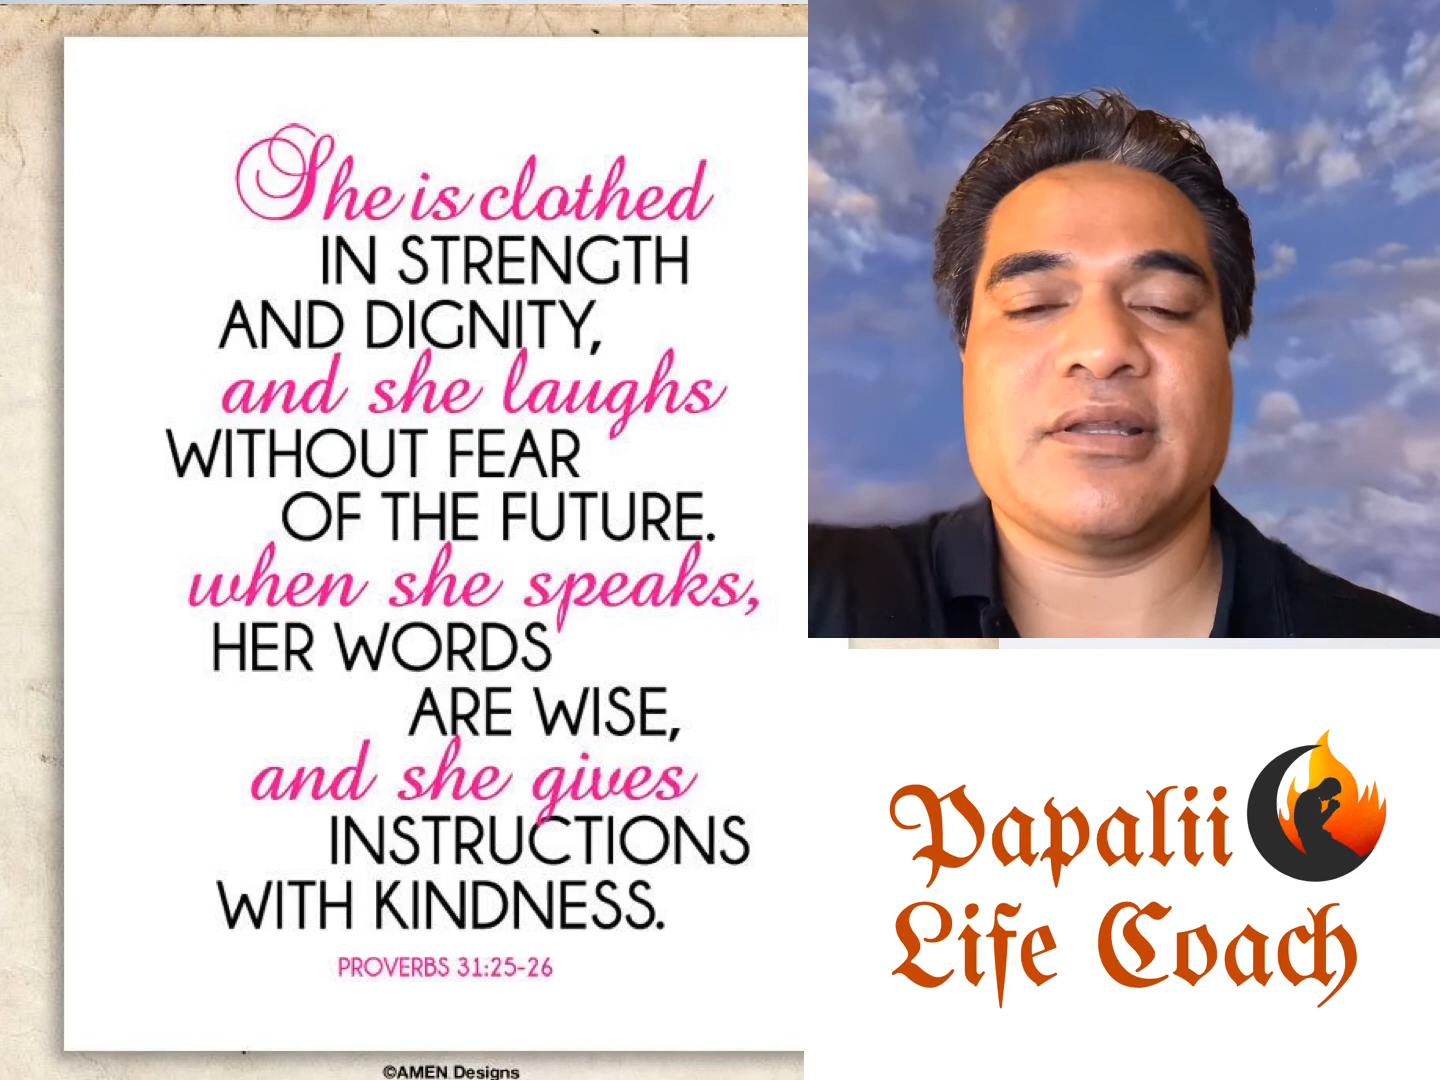 She is clothed
IN STRENGTH
AND DIGNITY,
and she laughs
WITHOUT FEAR
OF THE FUTURE.
when she speaks,
HER WORDS
ARE WISE,
and she gives
INSTRUCTIONS
WITH KINDNESS.
PROVERBS 31:25-26
©AMEN Designs
Papalii
Life Coach